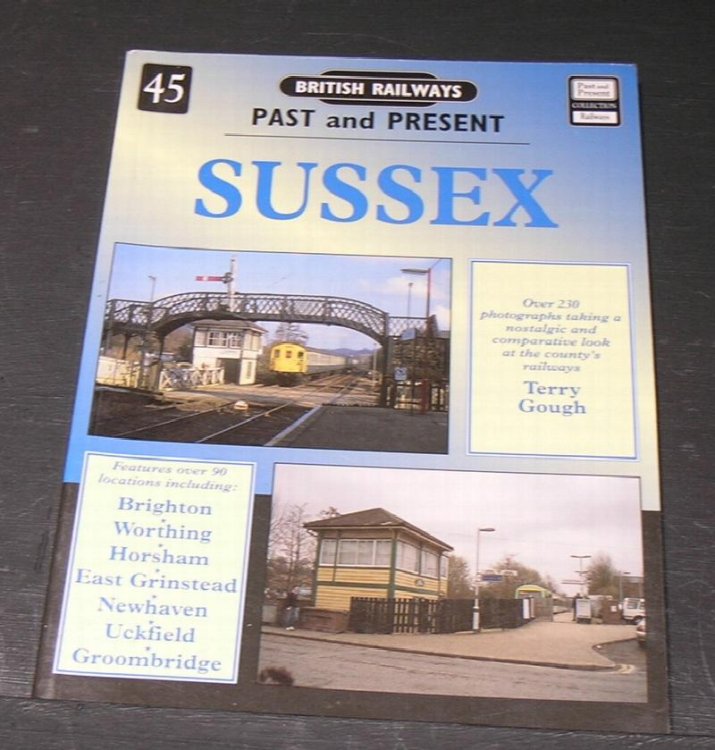 45
BRITISH RAILWAYS
PAST and PRESENT
Past and
Present
COLLECTION
Railways
SUSSEX
Over 230
photographs taking a
nostalgic and
comparative look
at the county's
railways
Terry
Gough
Features over 90
locations including:
Brighton
Worthing
Horsham
East Grinstead
Newhaven
Uckfield
Groombridge